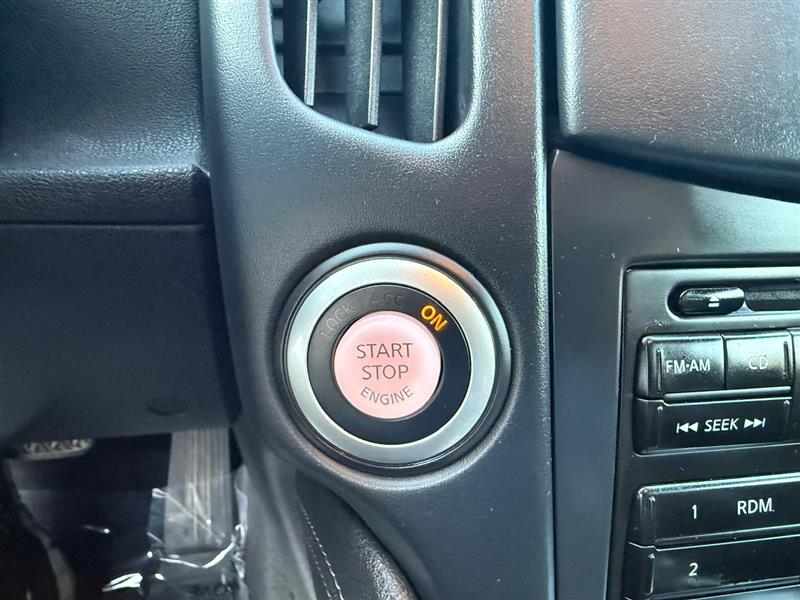 LOCK ACC ON
START
STOP
ENGINE
FM·AM
CD
SEEK
1
RDM
2